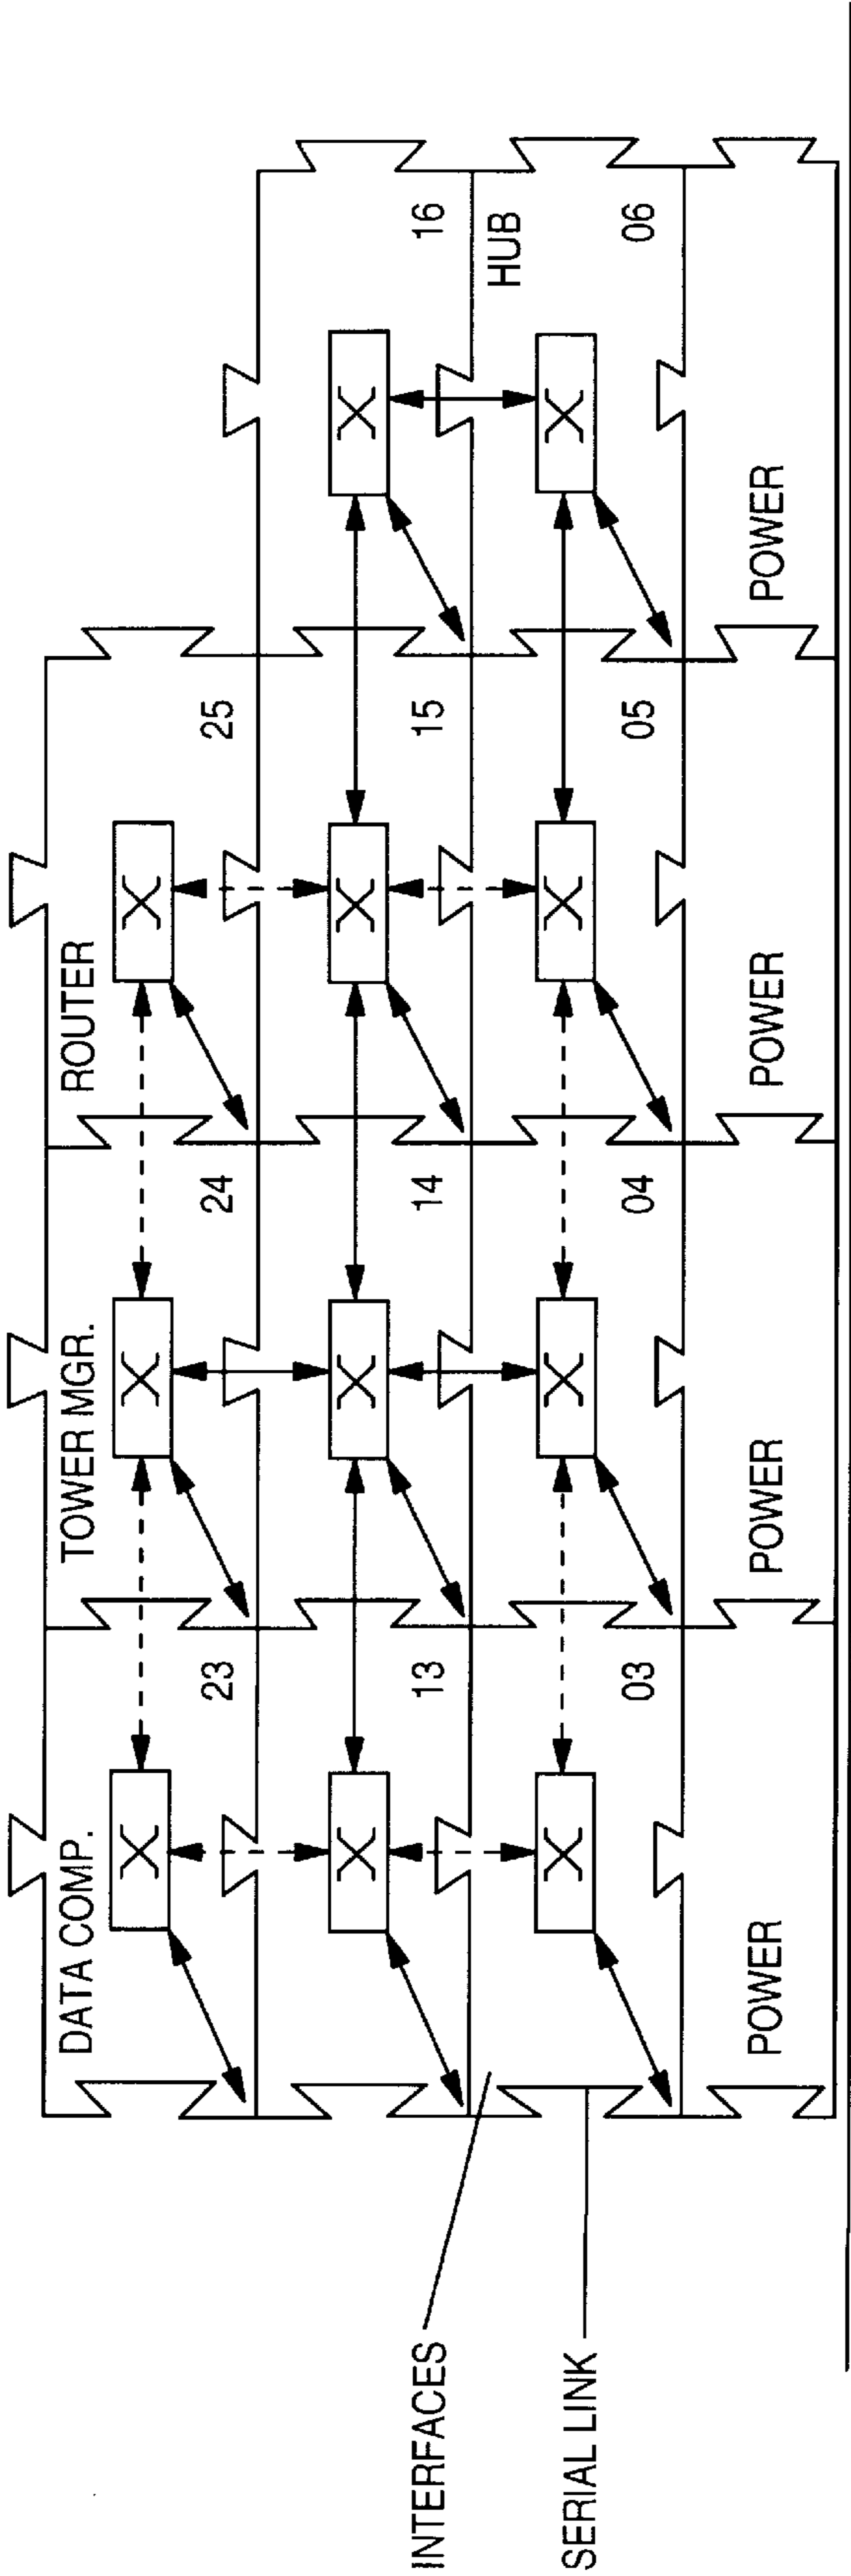 DATA COMP.
TOWER MGR.
ROUTER
23
24
25
INTERFACES
13
14
15
16
HUB
SERIAL LINK
03
04
05
06
POWER
POWER
POWER
POWER